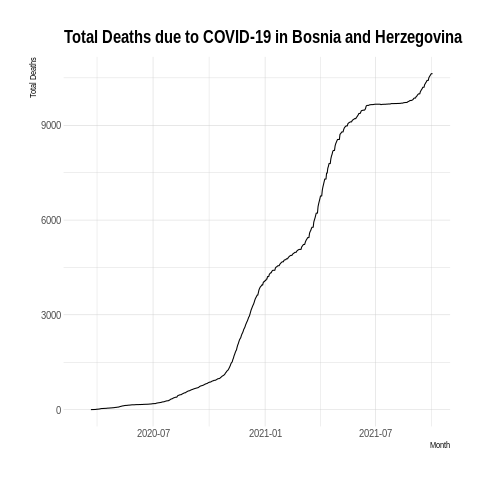 Total Deaths due to COVID-19 in Bosnia and Herzegovina
Total Deaths
9000
6000
3000
0
2020-07
2021-01
2021-07
Month